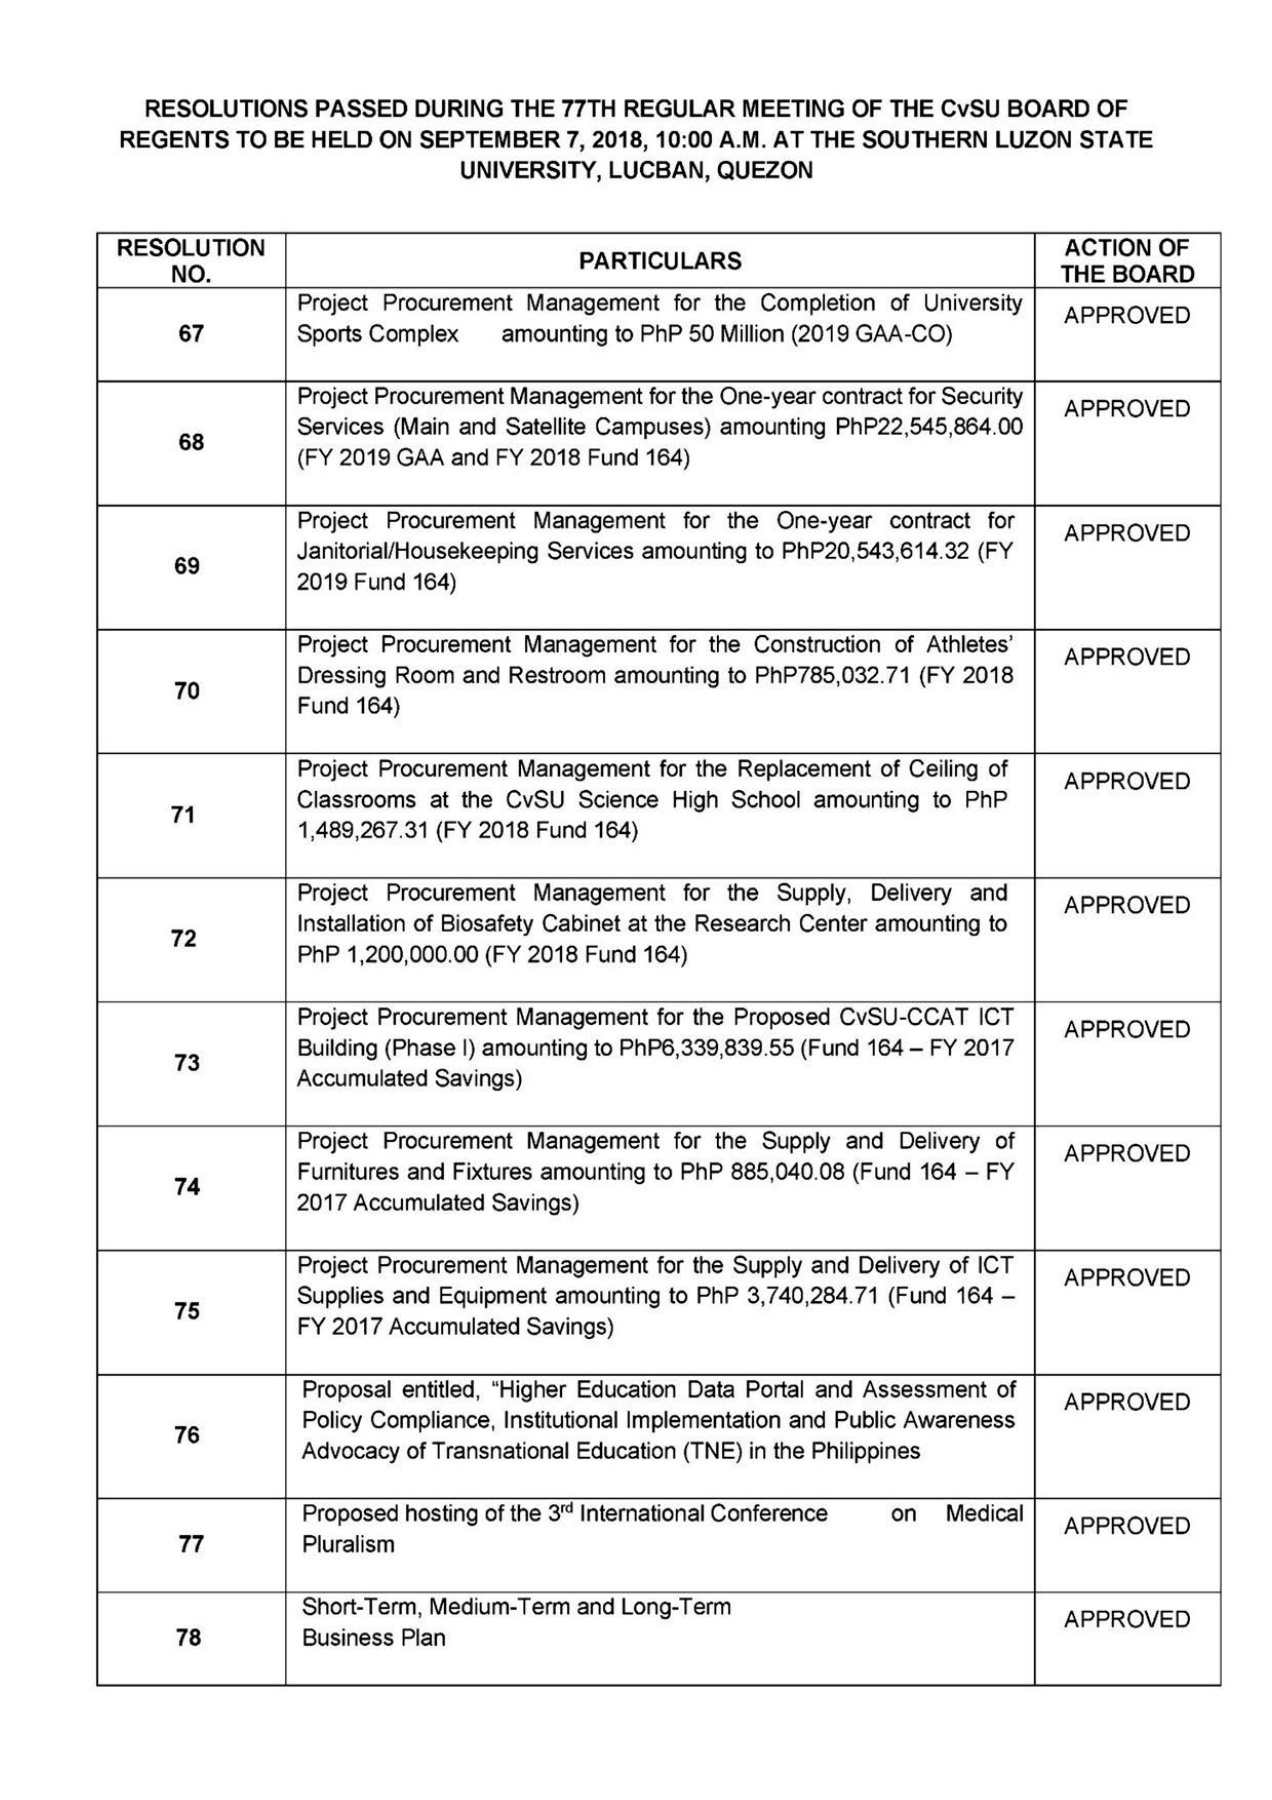 RESOLUTIONS PASSED DURING THE 77TH REGULAR MEETING OF THE CvSU BOARD OF
REGENTS TO BE HELD ON SEPTEMBER 7, 2018, 10:00 A.M. AT THE SOUTHERN LUZON STATE
UNIVERSITY, LUCBAN, QUEZON
RESOLUTION
NO.
PARTICULARS
ACTION OF
THE BOARD
67
Project Procurement Management for the Completion of University
Sports Complex amounting to PhP 50 Million (2019 GAA-CO)
APPROVED
68
Project Procurement Management for the One-year contract for Security
Services (Main and Satellite Campuses) amounting PhP22,545,864.00
(FY 2019 GAA and FY 2018 Fund 164)
APPROVED
69
Project Procurement Management for the One-year contract for
Janitorial/Housekeeping Services amounting to PhP20,543,614.32 (FY
2019 Fund 164)
APPROVED
70
Project Procurement Management for the Construction of Athletes’
Dressing Room and Restroom amounting to PhP785,032.71 (FY 2018
Fund 164)
APPROVED
71
Project Procurement Management for the Replacement of Ceiling of
Classrooms at the CvSU Science High School amounting to PhP
1,489,267.31 (FY 2018 Fund 164)
APPROVED
72
Project Procurement Management for the Supply, Delivery and
Installation of Biosafety Cabinet at the Research Center amounting to
PhP 1,200,000.00 (FY 2018 Fund 164)
APPROVED
73
Project Procurement Management for the Proposed CvSU-CCAT ICT
Building (Phase I) amounting to PhP6,339,839.55 (Fund 164 – FY 2017
Accumulated Savings)
APPROVED
74
Project Procurement Management for the Supply and Delivery of
Furnitures and Fixtures amounting to PhP 885,040.08 (Fund 164 – FY
2017 Accumulated Savings)
APPROVED
75
Project Procurement Management for the Supply and Delivery of ICT
Supplies and Equipment amounting to PhP 3,740,284.71 (Fund 164 –
FY 2017 Accumulated Savings)
APPROVED
76
Proposal entitled, “Higher Education Data Portal and Assessment of
Policy Compliance, Institutional Implementation and Public Awareness
Advocacy of Transnational Education (TNE) in the Philippines
APPROVED
77
Proposed hosting of the 3rd International Conference on Medical
Pluralism
APPROVED
78
Short-Term, Medium-Term and Long-Term
Business Plan
APPROVED